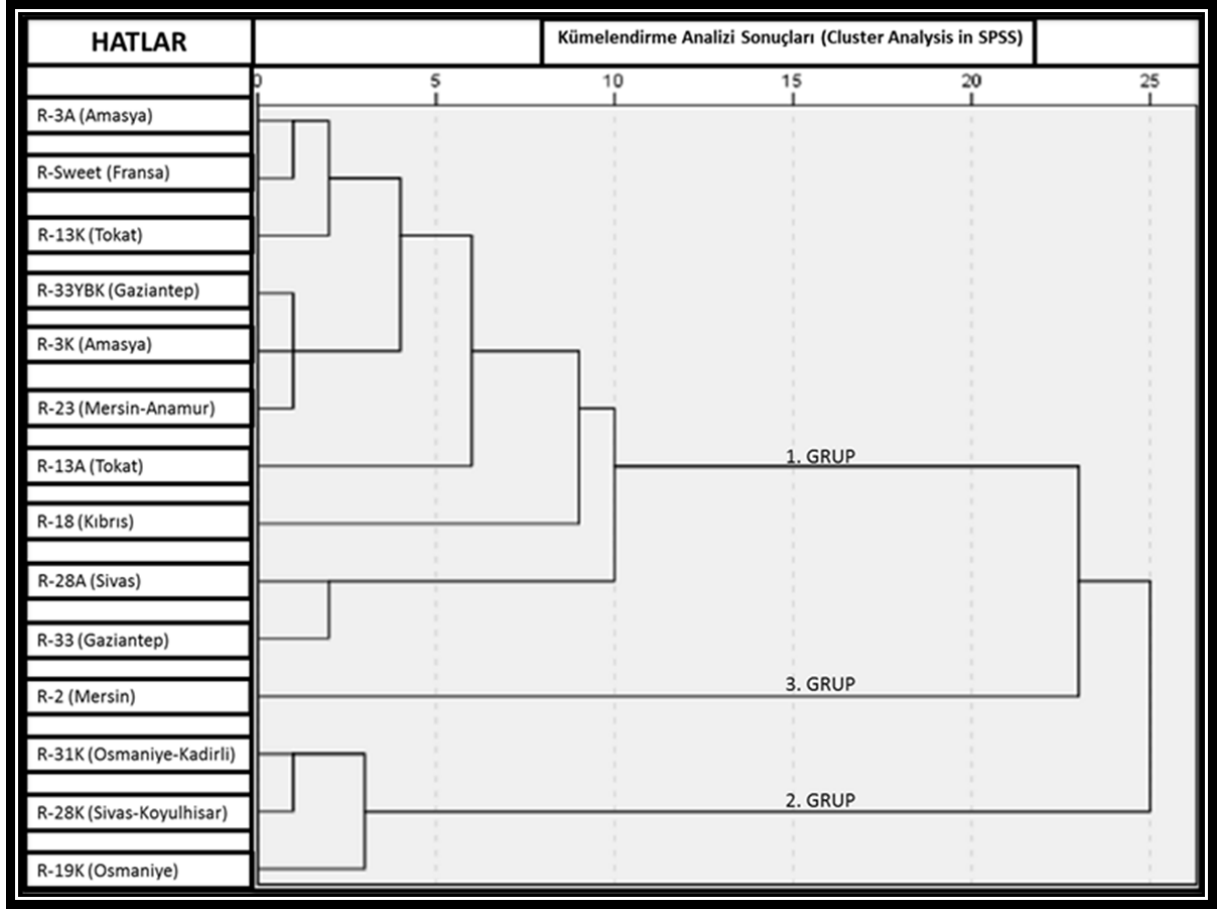 HATLAR
Kümelendirme Analizi Sonuçları (Cluster Analysis in SPSS)
0 5 10 15 20 25
R-3A (Amasya)
R-Sweet (Fransa)
R-13K (Tokat)
R-33YBK (Gaziantep)
R-3K (Amasya)
R-23 (Mersin-Anamur)
R-13A (Tokat)
1. GRUP
R-18 (Kıbrıs)
R-28A (Sivas)
R-33 (Gaziantep)
R-2 (Mersin)
3. GRUP
R-31K (Osmaniye-Kadirli)
R-28K (Sivas-Koyulhisar)
2. GRUP
R-19K (Osmaniye)